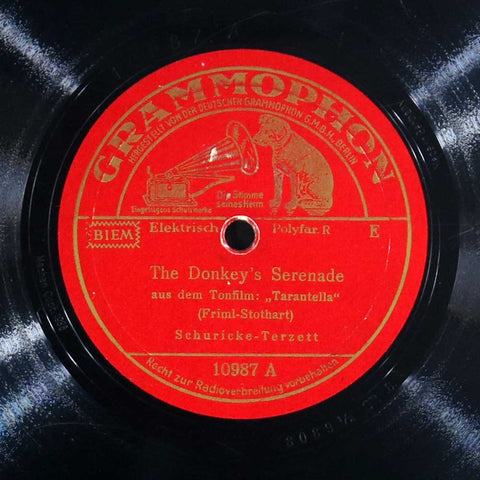 GRAMMOPHON
HERGESTELLT VON DER DEUTSCHEN GRAMMOPHON G.M.B.H., BERLIN
Die Stimme
seines Herrn
Eingetragene Schutzmarke
BIEM Elektrisch Polyfar R E
The Donkey's Serenade
aus dem Tonfilm: „Tarantella“
(Friml-Stothart)
Schuricke-Terzett
10987 A
Recht zur Radioverbreitung vorbehalten